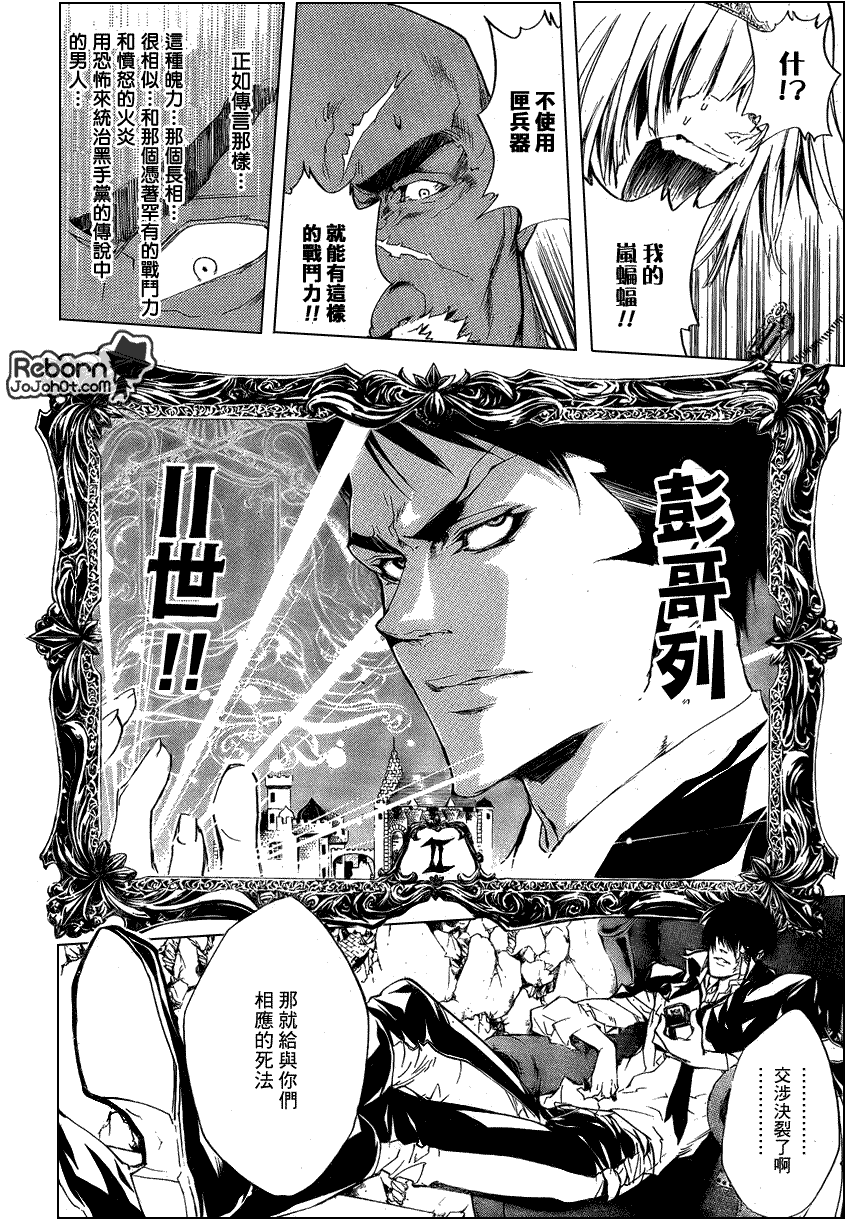 什!?
我的
嵐蝙蝠!!
不使用
匣兵器
就能有這樣
的戰鬥力!!
正如傳言那樣…
這種魄力…那個長相…
很相似…和那個憑著罕有的戰鬥力
和憤怒的火炎
用恐怖來統治黑手黨的傳說中
的男人…
Reborn
JoJohot.com
彭哥列
II世!!
II
…………
交涉決裂了啊
…………
那就給與你們
相應的死法